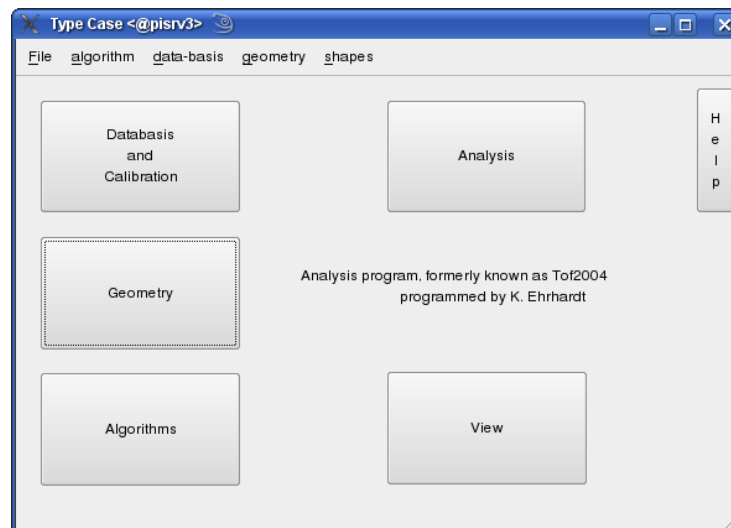 Type Case <@pisrv3>
File algorithm data-basis geometry shapes
Databasis
and
Calibration
Analysis
H
e
l
p
Geometry
Analysis program, formerly known as Tof2004
programmed by K. Ehrhardt
Algorithms
View